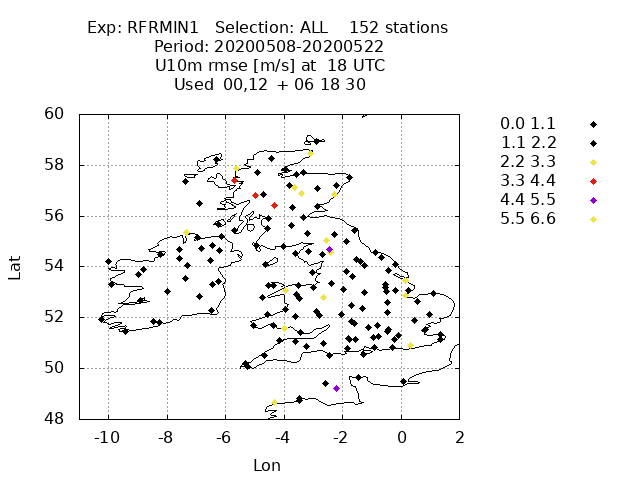 Exp: RFRMIN1 Selection: ALL 152 stations
Period: 20200508-20200522
U10m rmse [m/s] at 18 UTC
Used 00,12 + 06 18 30
60
58
56
54
52
50
48
-10 -8 -6 -4 -2 0 2
Lat
Lon
0.0 1.1
1.1 2.2
2.2 3.3
3.3 4.4
4.4 5.5
5.5 6.6